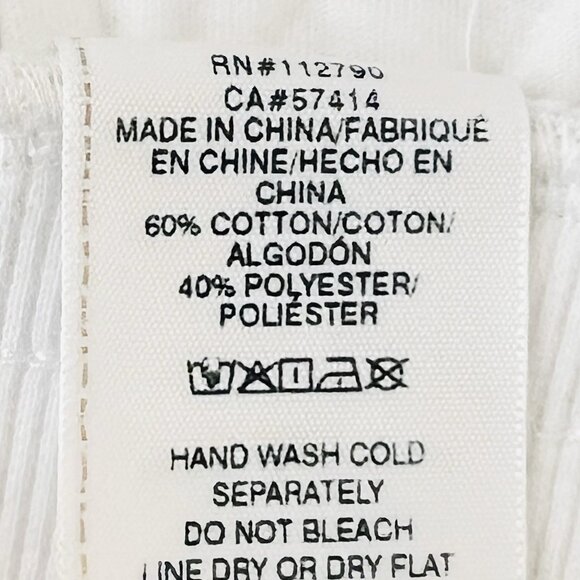 RN#112790
CA#57414
MADE IN CHINA/FABRIQUÉ
EN CHINE/HECHO EN
CHINA
60% COTTON/COTON/
ALGODÓN
40% POLYESTER/
POLIÉSTER
HAND WASH COLD
SEPARATELY
DO NOT BLEACH
LINE DRY OR DRY FLAT